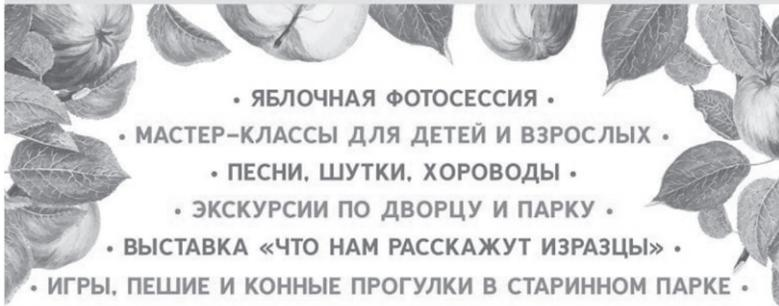 • ЯБЛОЧНАЯ ФОТОСЕССИЯ •
• МАСТЕР-КЛАССЫ ДЛЯ ДЕТЕЙ И ВЗРОСЛЫХ •
• ПЕСНИ, ШУТКИ, ХОРОВОДЫ •
• ЭКСКУРСИИ ПО ДВОРЦУ И ПАРКУ •
• ВЫСТАВКА «ЧТО НАМ РАССКАЖУТ ИЗРАЗЦЫ» •
• ИГРЫ, ПЕШИЕ И КОННЫЕ ПРОГУЛКИ В СТАРИННОМ ПАРКЕ •